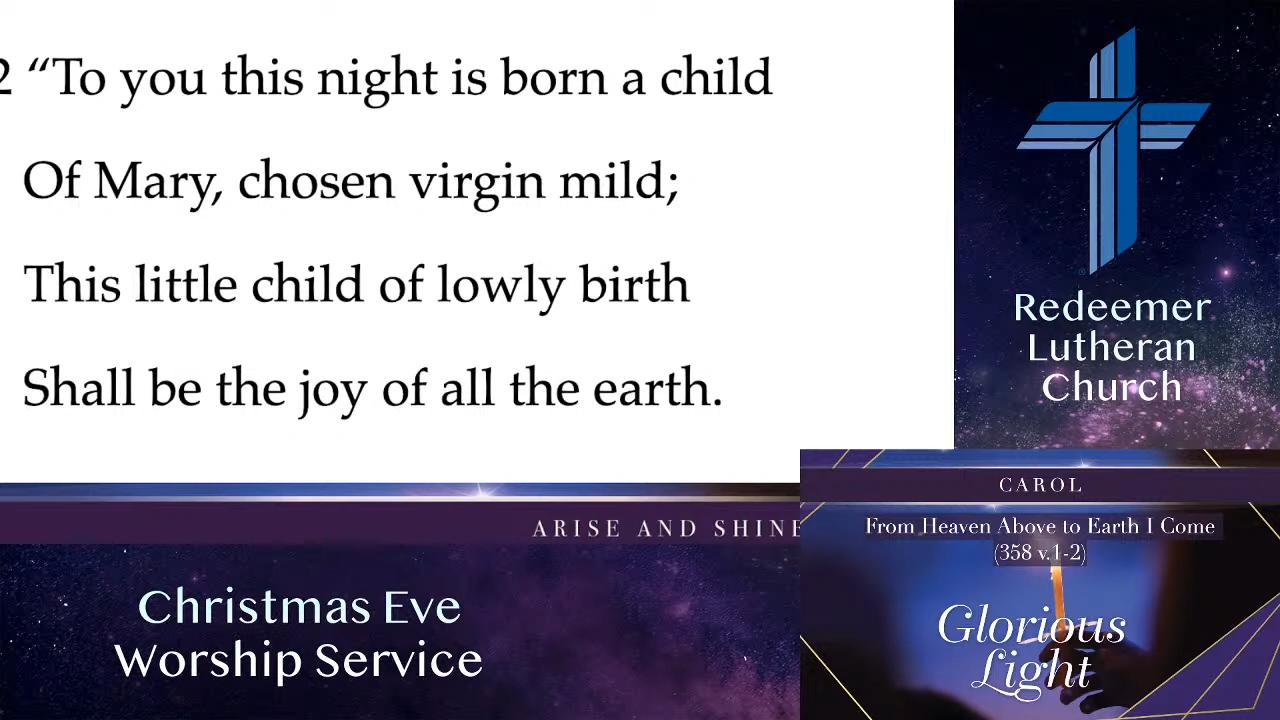 2 “To you this night is born a child
Of Mary, chosen virgin mild;
This little child of lowly birth
Shall be the joy of all the earth.
Redeemer
Lutheran
Church
®
ARISE AND SHINE
Christmas Eve
Worship Service
CAROL
From Heaven Above to Earth I Come
(358 v.1-2)
Glorious
Light